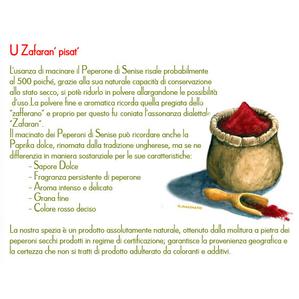 U Zafaran' pisat'
L'usanza di macinare il Peperone di Senise risale probabilmente
al 500 poiché, grazie alla sua naturale capacità di conservazione
allo stato secco, si potè ridurlo in polvere allargandone le possibilità
d'uso.La polvere fine e aromatica ricorda quella pregiata dello
"zafferano" e proprio per questo fu coniata l'assonanza dialettale
"Zafaran".
Il macinato dei Peperoni di Senise può ricordare anche la
Paprika dolce, rinomata dalla tradizione ungherese, ma se ne
differenzia in maniera sostanziale per le sue caratteristiche:
- Sapore Dolce
- Fragranza persistente di peperone
- Aroma intenso e delicato
- Grana fine
- Colore rosso deciso
La nostra spezia è un prodotto assolutamente naturale, ottenuto dalla molitura a pietra dei
peperoni secchi prodotti in regime di certificazione; garantisce la provenienza geografica e
la certezza che non si tratti di prodotto adulterato da coloranti e additivi.